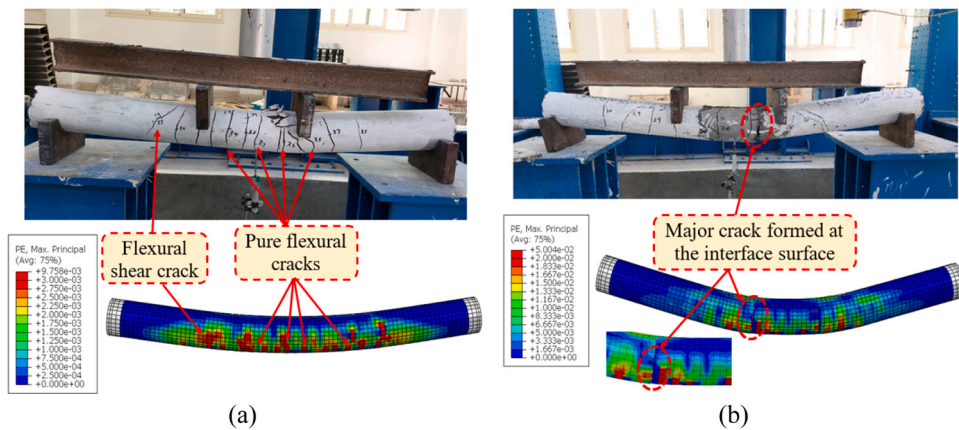 Flexural
shear crack
Pure flexural
cracks
PE, Max. Principal
(Avg: 75%)
+9.758e-03
+3.000e-03
+2.750e-03
+2.500e-03
+2.250e-03
+2.000e-03
+1.750e-03
+1.500e-03
+1.250e-03
+1.000e-03
+7.500e-04
+5.000e-04
+2.500e-04
+0.000e+00
(a)
Major crack formed at
the interface surface
PE, Max. Principal
(Avg: 75%)
+5.004e-02
+2.000e-02
+1.833e-02
+1.667e-02
+1.500e-02
+1.333e-02
+1.167e-02
+1.000e-02
+8.333e-03
+6.667e-03
+5.000e-03
+3.333e-03
+1.667e-03
+0.000e+00
(b)